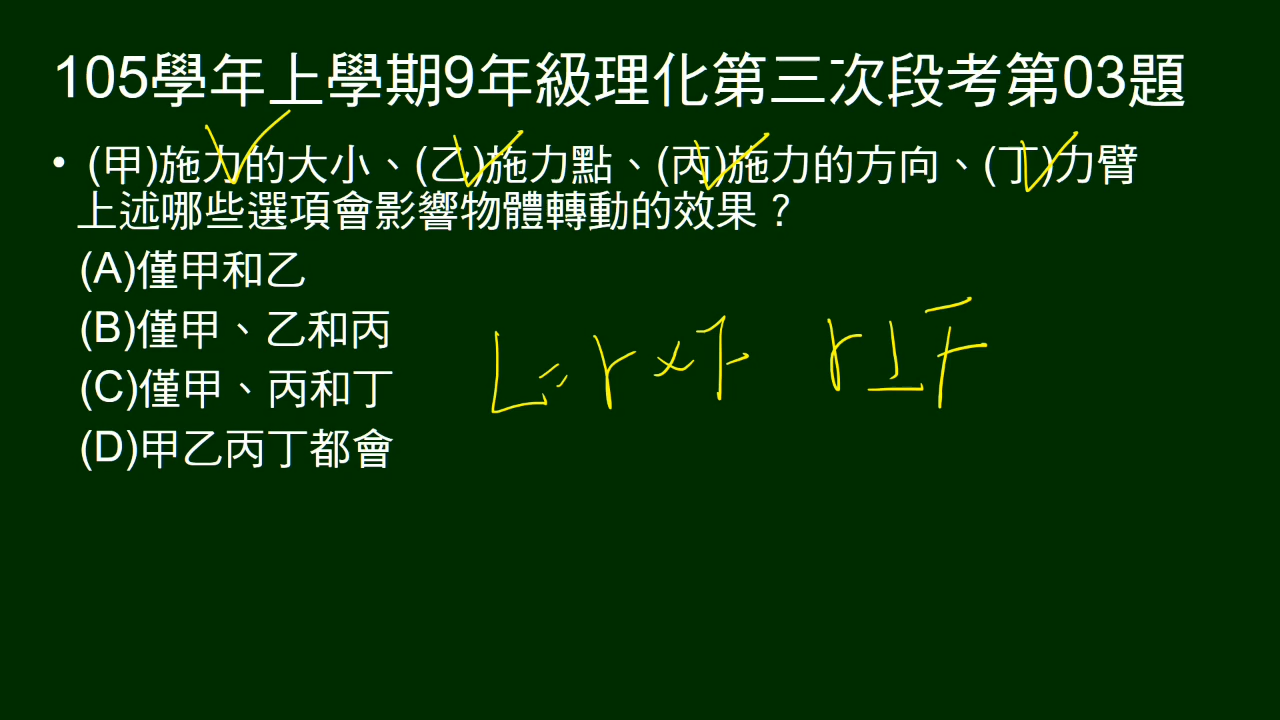 105學年上學期9年級理化第三次段考第03題
• (甲)施力的大小、(乙)施力點、(丙)施力的方向、(丁)力臂
上述哪些選項會影響物體轉動的效果？
(A)僅甲和乙
(B)僅甲、乙和丙
(C)僅甲、丙和丁
(D)甲乙丙丁都會
L=r×F r⊥F